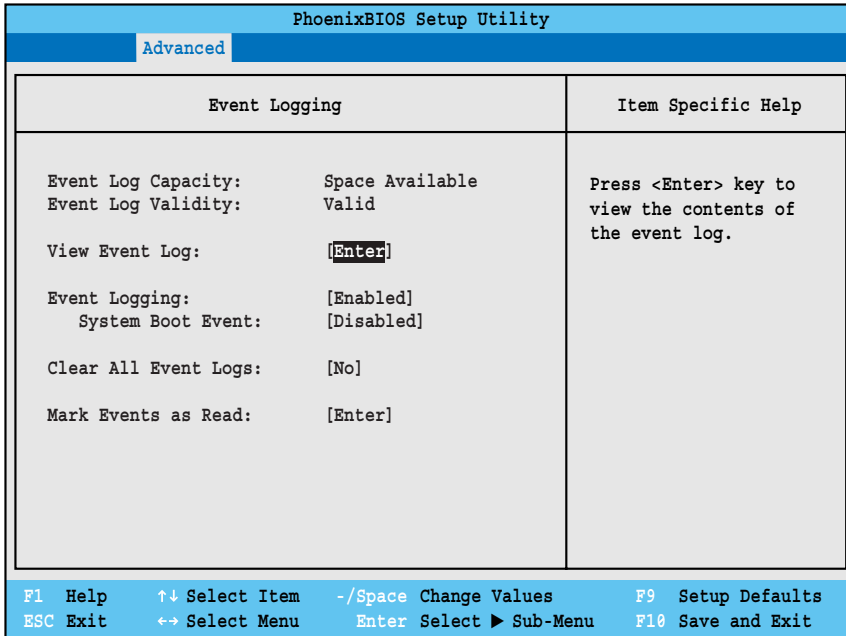 PhoenixBIOS Setup Utility
Advanced
Event Logging
Item Specific Help
Event Log Capacity: Space Available
Event Log Validity: Valid
View Event Log: [Enter]
Event Logging: [Enabled]
System Boot Event: [Disabled]
Clear All Event Logs: [No]
Mark Events as Read: [Enter]
Press <Enter> key to
view the contents of
the event log.
F1 Help ↑↓ Select Item -/Space Change Values F9 Setup Defaults
ESC Exit ←→ Select Menu Enter Select ▶ Sub-Menu F10 Save and Exit